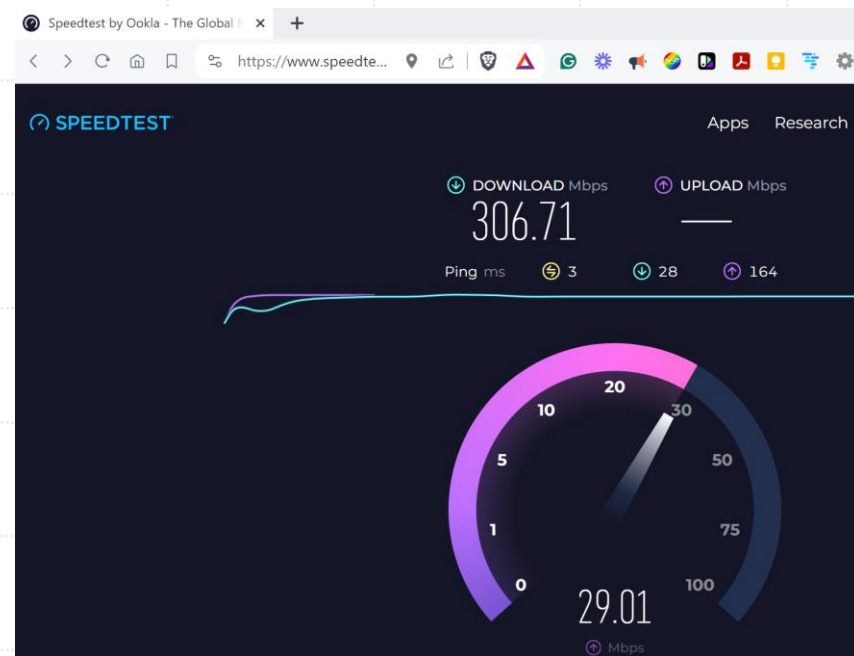 Speedtest by Ookla - The Global
https://www.speedte...
SPEEDTEST
Apps Research
DOWNLOAD Mbps UPLOAD Mbps
306.71 —
Ping ms 3 28 164
20
10 30
5 50
1 75
0 100
29.01
Mbps